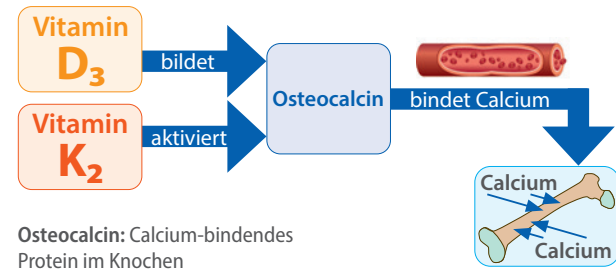 Vitamin
D₃
bildet
Vitamin
K₂
aktiviert
Osteocalcin
bindet Calcium
Calcium
Calcium
Osteocalcin: Calcium-bindendes
Protein im Knochen